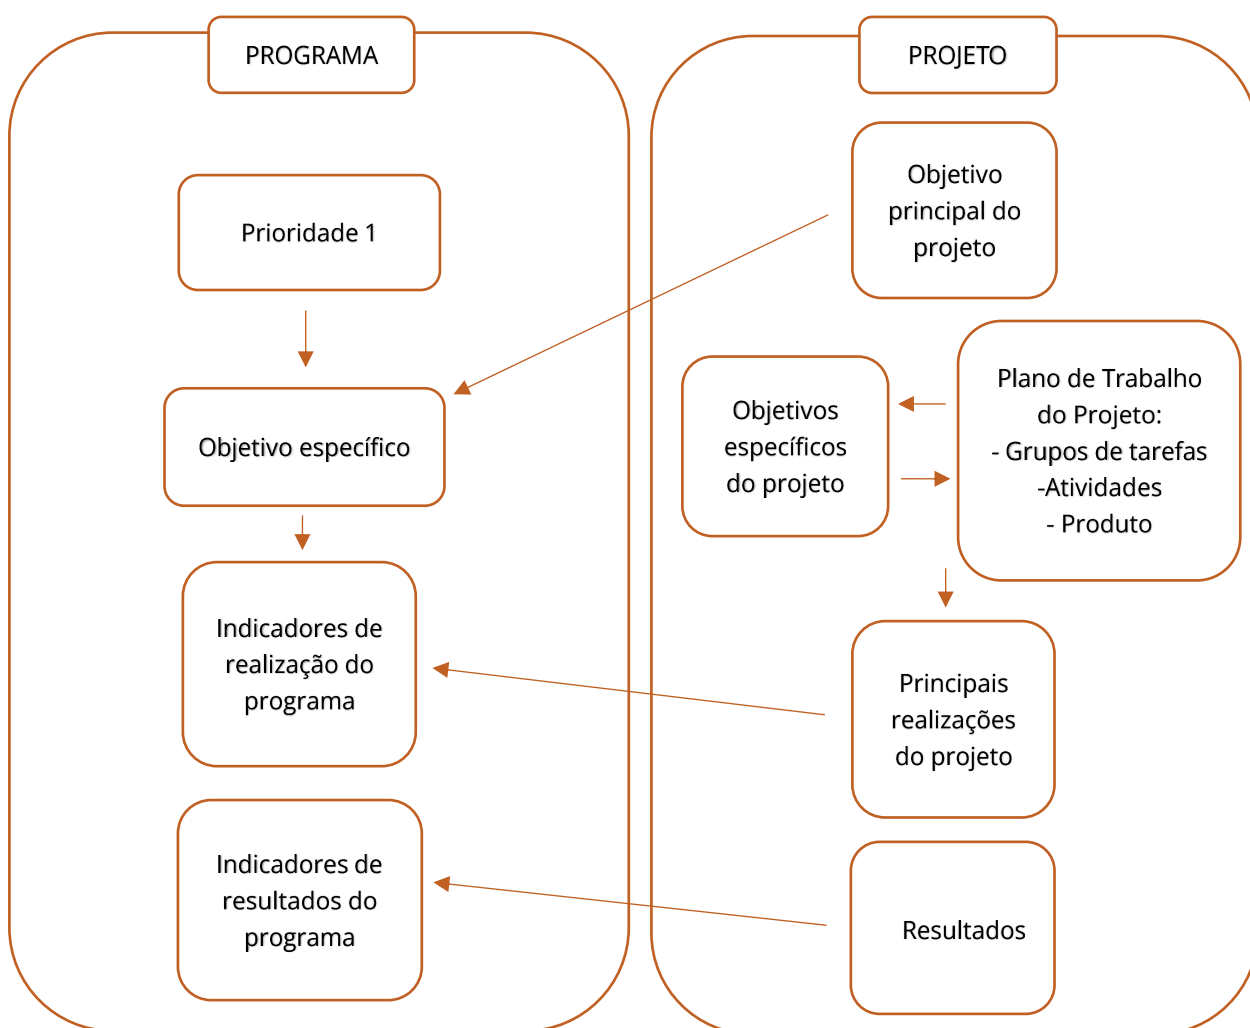 PROGRAMA
Prioridade 1
Objetivo específico
Indicadores de
realização do
programa
Indicadores de
resultados do
programa
PROJETO
Objetivo
principal do
projeto
Objetivos
específicos
do projeto
Plano de Trabalho
do Projeto:
- Grupos de tarefas
-Atividades
- Produto
Principais
realizações
do projeto
Resultados